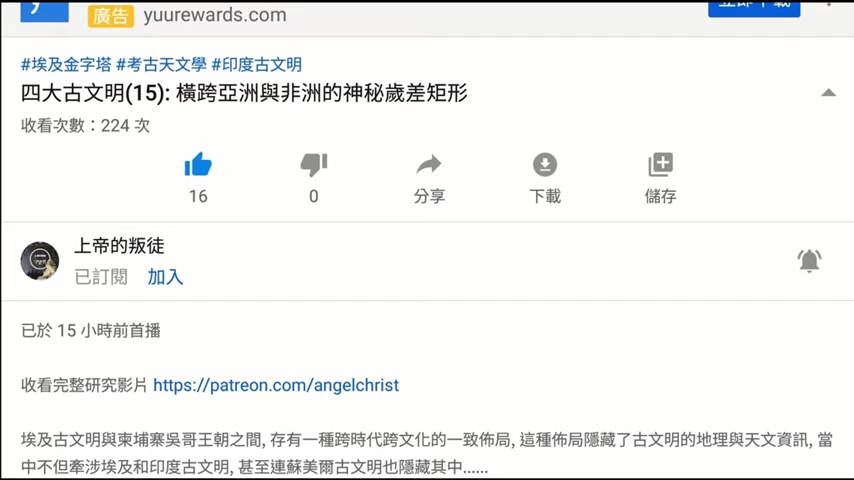 廣告 yuurewards.com
立即下載
#埃及金字塔 #考古天文學 #印度古文明
四大古文明(15): 橫跨亞洲與非洲的神秘歲差矩形
收看次數：224 次
16 0 分享 下載 儲存
上帝的叛徒
已訂閱 加入
已於 15 小時前首播
收看完整研究影片 https://patreon.com/angelchrist
埃及古文明與柬埔寨吳哥王朝之間, 存有一種跨時代跨文化的一致佈局, 這種佈局隱藏了古文明的地理與天文資訊, 當
中不但牽涉埃及和印度古文明, 甚至連蘇美爾古文明也隱藏其中......